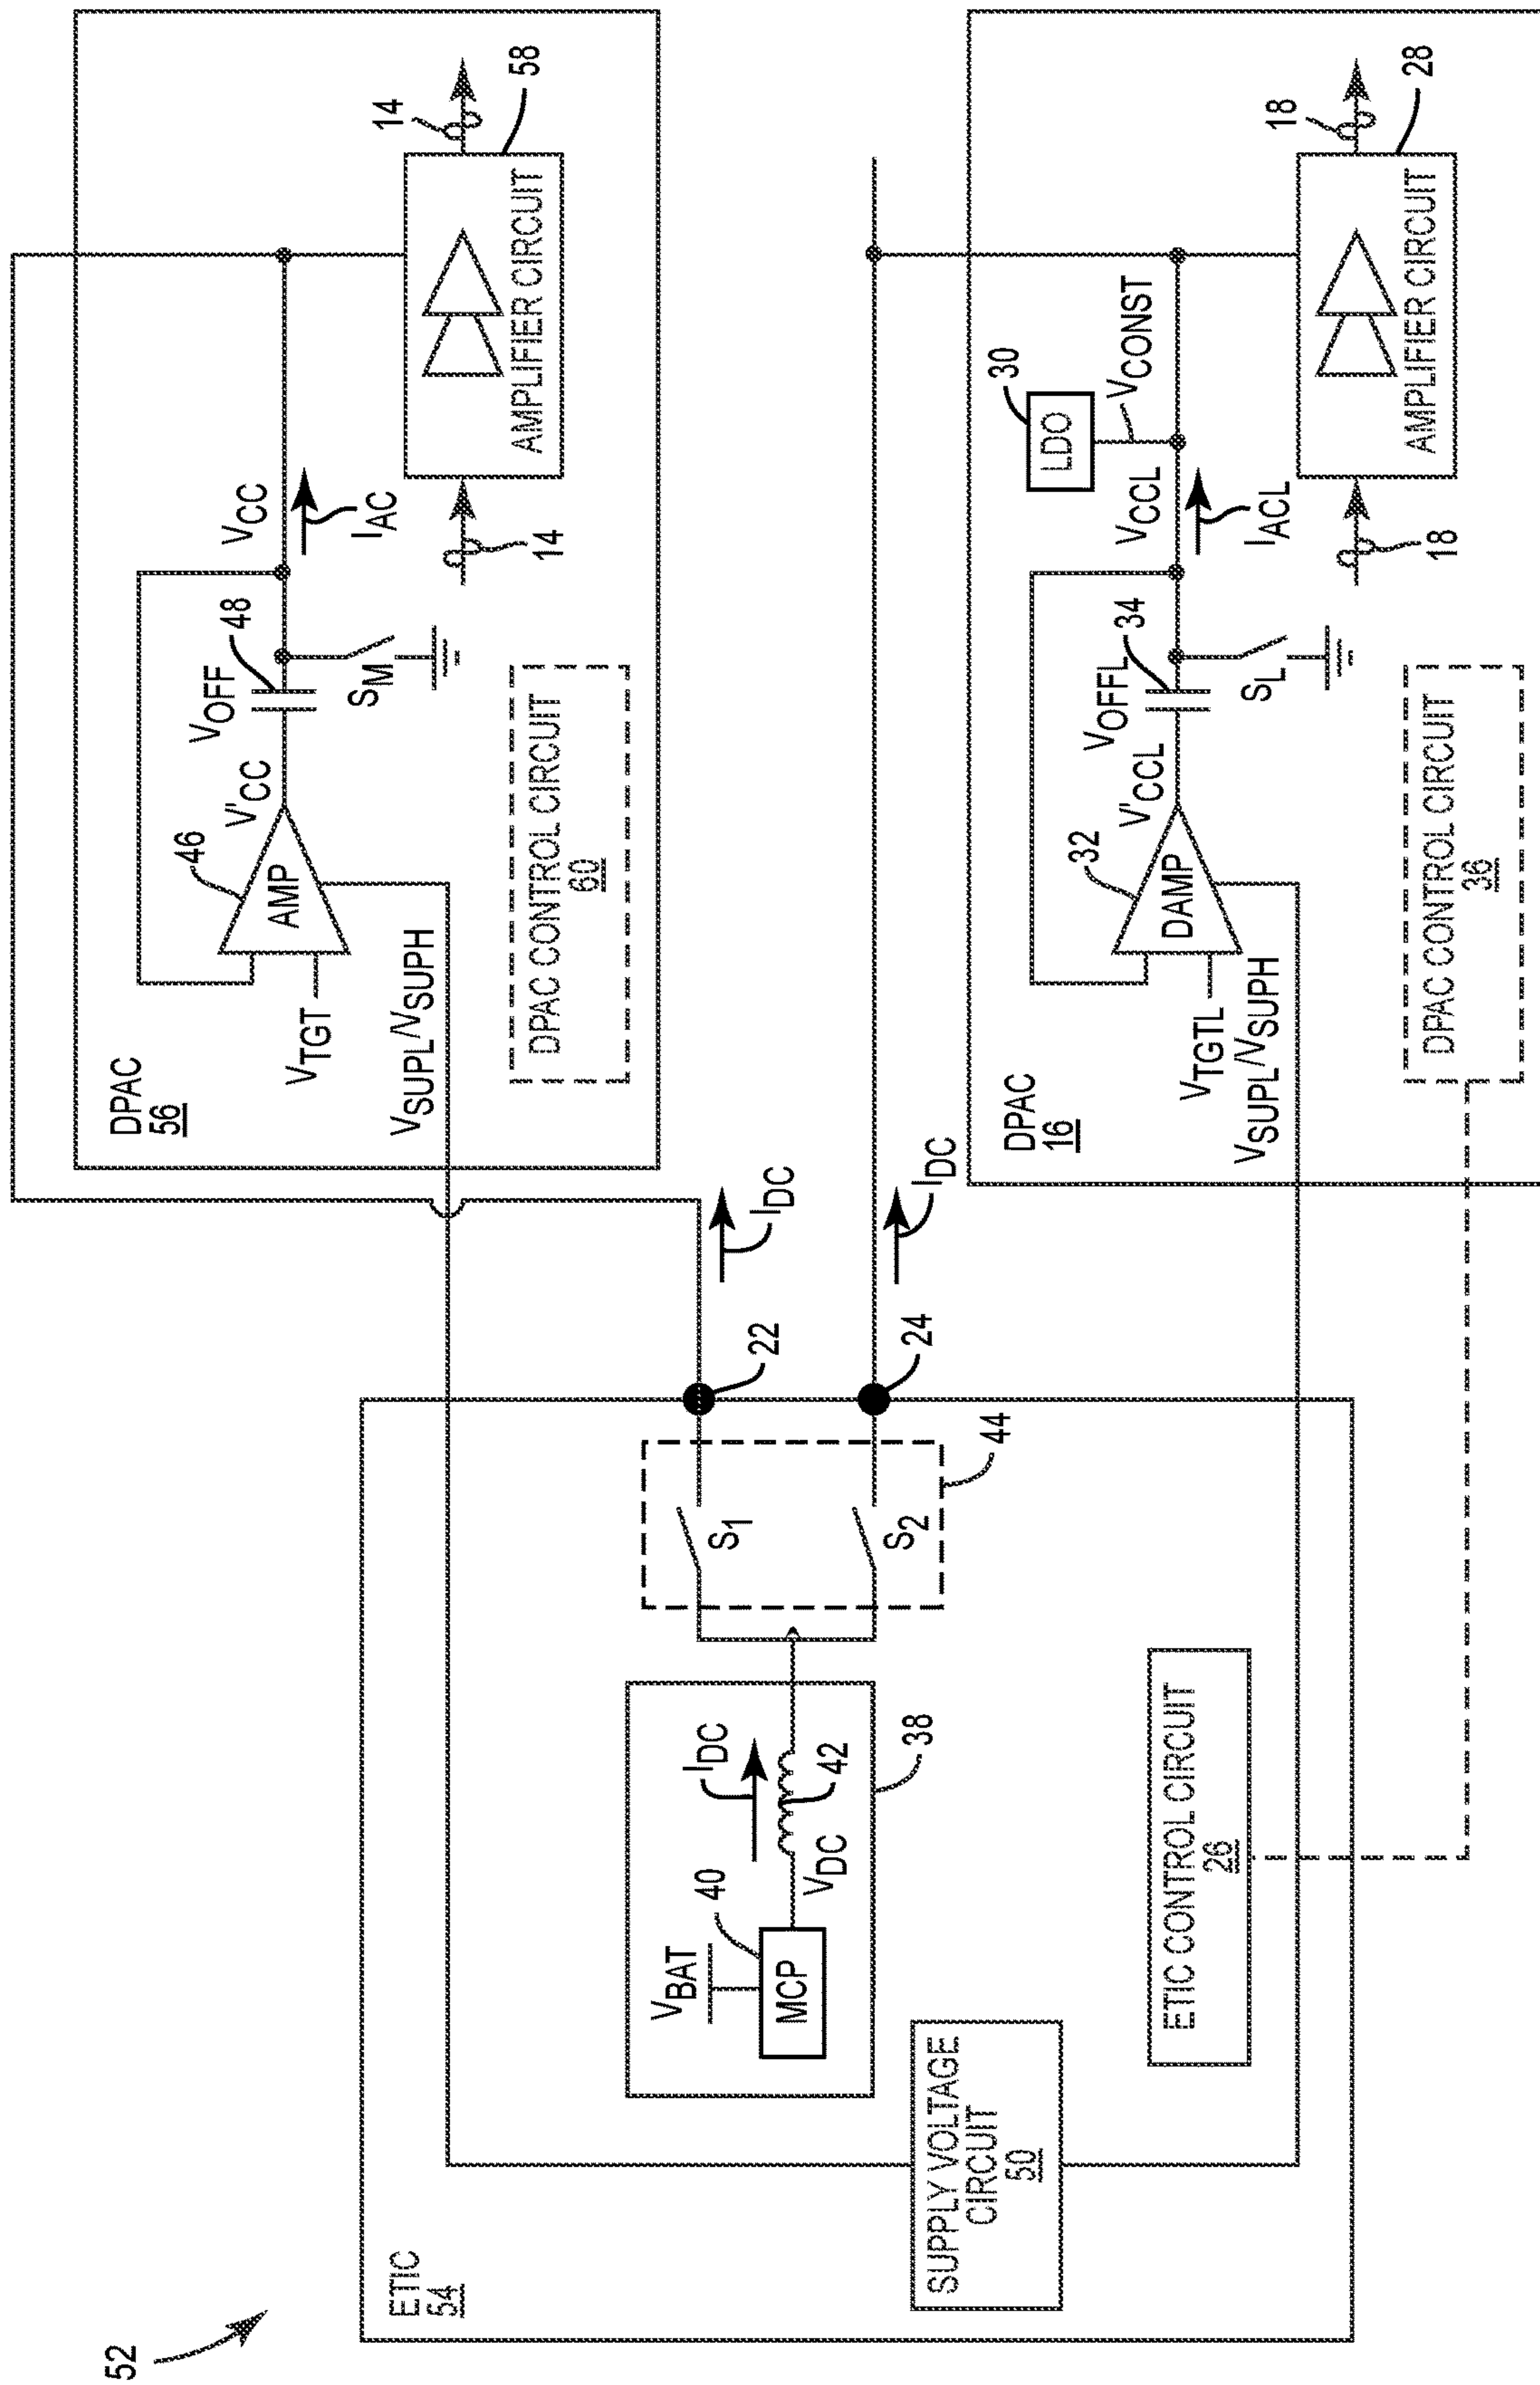 52
ETIC
54
SUPPLY VOLTAGE
CIRCUIT
50
VBAT
MCP
40
VDC
IDC
42
38
ETIC CONTROL CIRCUIT
26
S1
S2
44
22
24
IDC
IDC
DPAC
56
VSUPL/VSUPH
VTGT
46
AMP
V'CC
VOFF
48
SM
VCC
IAC
14
AMPLIFIER CIRCUIT
14
58
DPAC CONTROL CIRCUIT
60
DPAC
16
VTGTL
VSUPL/VSUPH
32
DAMP
V'CCL
VOFFL
34
SL
VCCL
IACL
LDO
30
VCONST
18
AMPLIFIER CIRCUIT
18
28
DPAC CONTROL CIRCUIT
36